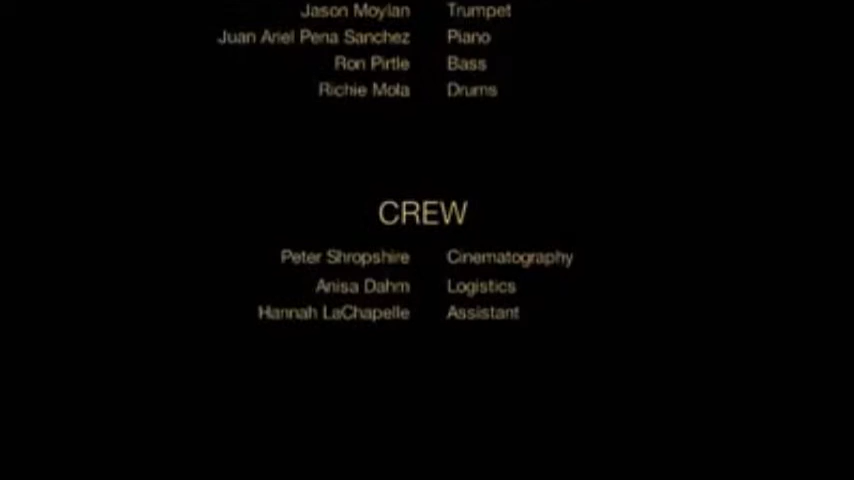 Jason Moylan Trumpet
Juan Ariel Pena Sanchez Piano
Ron Pirtle Bass
Richie Mola Drums
CREW
Peter Shropshire Cinematography
Anisa Dahm Logistics
Hannah LaChapelle Assistant